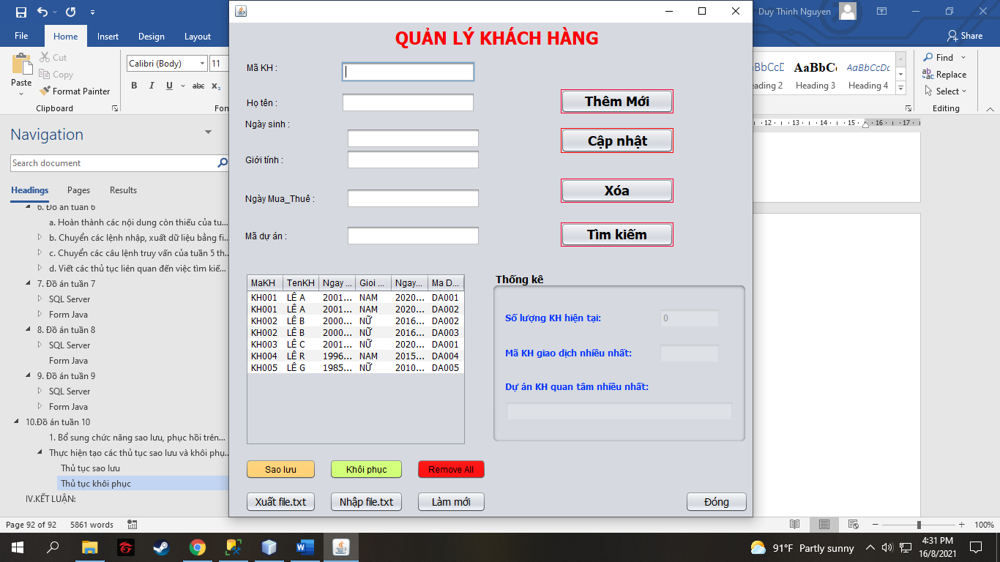 Duy Thinh Nguyen
File Home Insert Design Layout
Share
Cut
Copy
Paste
Format Painter
Clipboard
Calibri (Body) 11
B I U abc x₂
Fon
Heading 2
AaBbC
Heading 3
AaBbCcDc
Heading 4
Find
Replace
Select
Editing
12 13 14 15 16 17
Navigation
Search document
Headings Pages Results
6. Đồ án tuần 6
a. Hoàn thành các nội dung còn thiếu của tu...
b. Chuyển các lệnh nhập, xuất dữ liệu bằng fi...
c. Chuyển các câu lệnh truy vấn của tuần 5 th...
d. Viết các thủ tục liên quan đến việc tìm kiế...
7. Đồ án tuần 7
SQL Server
Form Java
8. Đồ án tuần 8
SQL Server
Form Java
9. Đồ án tuần 9
SQL Server
Form Java
10.Đồ án tuần 10
1. Bổ sung chức năng sao lưu, phục hồi trên...
Thực hiện tạo các thủ tục sao lưu và khôi phụ...
Thủ tục sao lưu
Thủ tục khôi phục
IV.KẾT LUẬN:
QUẢN LÝ KHÁCH HÀNG
Mã KH :
Họ tên :
Ngày sinh :
Giới tính :
Ngày Mua_Thuê :
Mã dự án :
Thêm Mới
Cập nhật
Xóa
Tìm kiếm
MaKH TenKH Ngay ... Gioi ... Ngay... Ma D...
KH001 LÊ A 2001... NAM 2020... DA001
KH001 LÊ A 2001... NAM 2020... DA002
KH002 LÊ B 2000... NỮ 2016... DA002
KH002 LÊ B 2000... NỮ 2016... DA003
KH003 LÊ C 2001... NỮ 2020... DA001
KH004 LÊ R 1996... NAM 2015... DA004
KH005 LÊ G 1985... NỮ 2010... DA005
Thống kê
Số lượng KH hiện tại: 0
Mã KH giao dịch nhiều nhất:
Dự án KH quan tâm nhiều nhất:
Sao lưu Khôi phục Remove All
Xuất file.txt Nhập file.txt Làm mới Đóng
Page 92 of 92 5861 words
100%
91°F Partly sunny
4:31 PM
16/8/2021